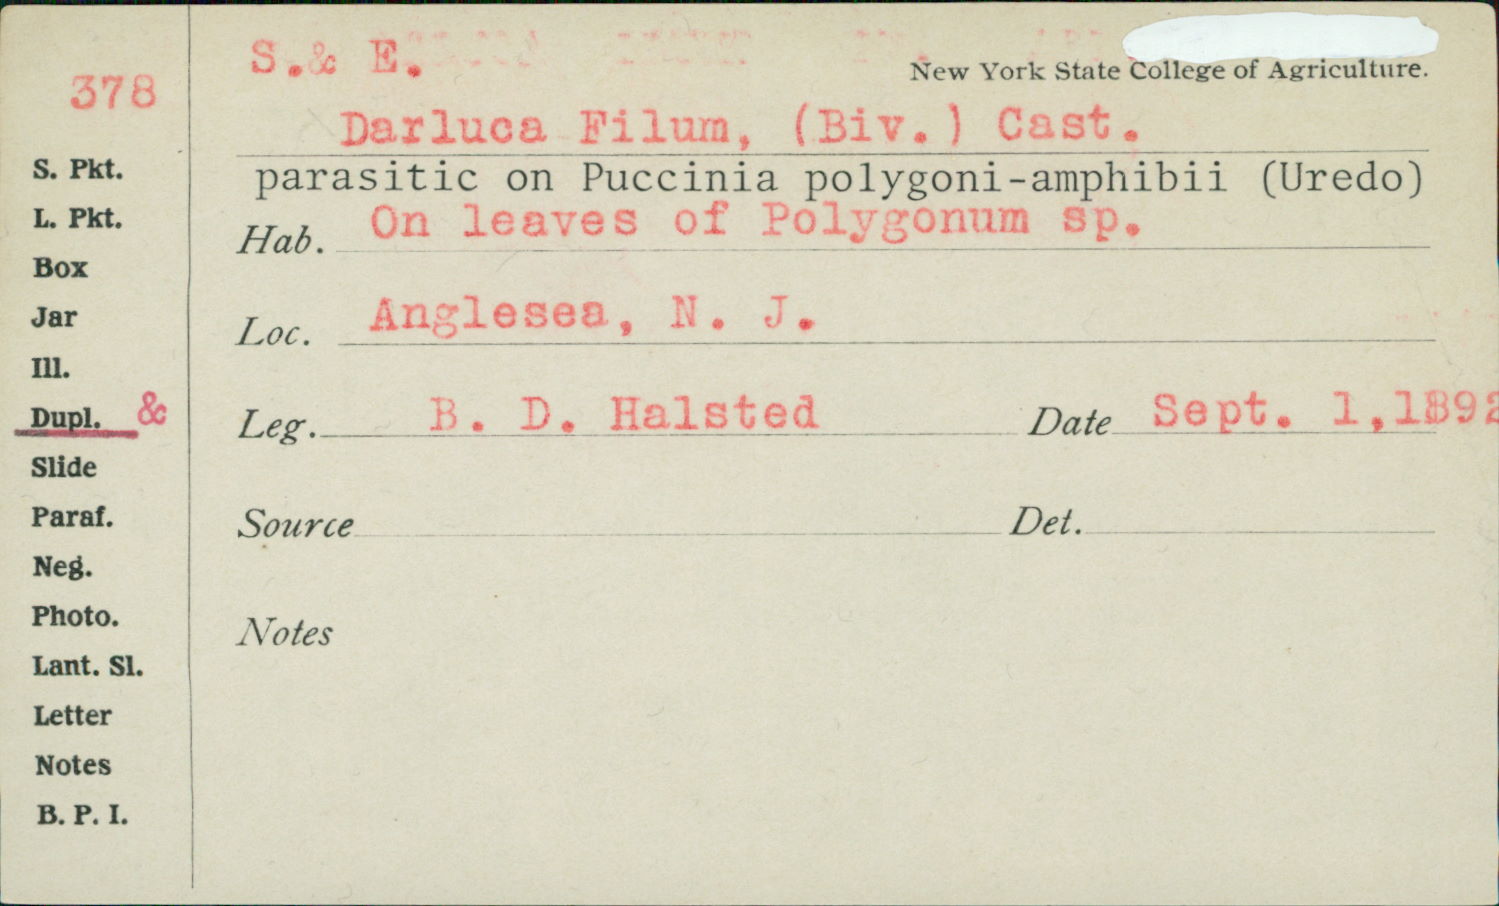 S.& E.
New York State College of Agriculture.
378
Darluca Filum, (Biv.) Cast.
parasitic on Puccinia polygoni-amphibii (Uredo)
Hab. On leaves of Polygonum sp.
Loc. Anglesea, N. J.
Leg. B. D. Halsted Date Sept. 1,1892
Source Det.
Notes
S. Pkt.
L. Pkt.
Box
Jar
Ill.
Dupl. &
Slide
Paraf.
Neg.
Photo.
Lant. Sl.
Letter
Notes
B. P. I.